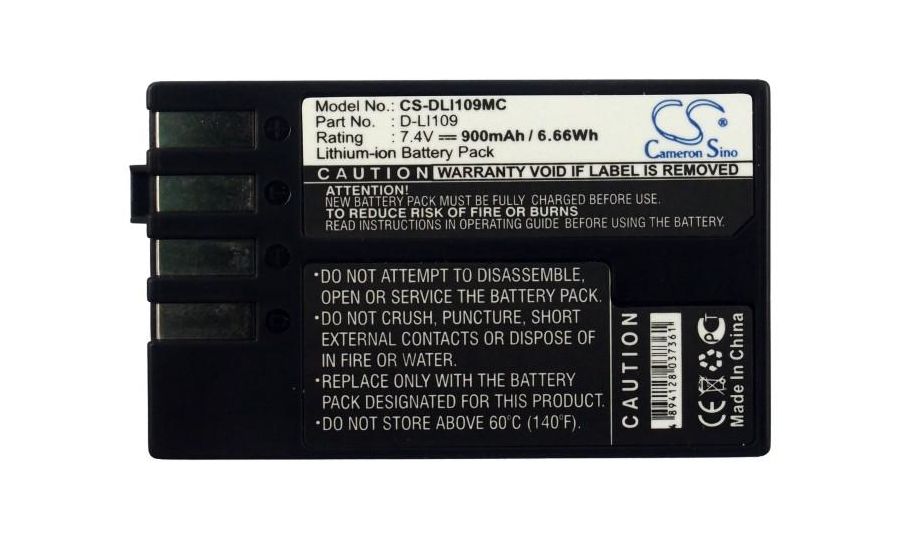 Model No.: CS-DLI109MC
Part No. : D-LI109
Rating : 7.4V 900mAh / 6.66Wh
Lithium-ion Battery Pack
CS
Cameron Sino
CAUTION WARRANTY VOID IF LABEL IS REMOVED
ATTENTION!
NEW BATTERY PACK MUST BE FULLY CHARGED BEFORE USE.
TO REDUCE RISK OF FIRE OR BURNS
READ INSTRUCTIONS IN OPERATING GUIDE BEFORE USING THE BATTERY.
•DO NOT ATTEMPT TO DISASSEMBLE,
OPEN OR SERVICE THE BATTERY PACK.
•DO NOT CRUSH, PUNCTURE, SHORT
EXTERNAL CONTACTS OR DISPOSE OF
IN FIRE OR WATER.
•REPLACE ONLY WITH THE BATTERY
PACK DESIGNATED FOR THIS PRODUCT.
•DO NOT STORE ABOVE 60°C (140°F).
CAUTION
4894128037361
CE PCT
Made In China